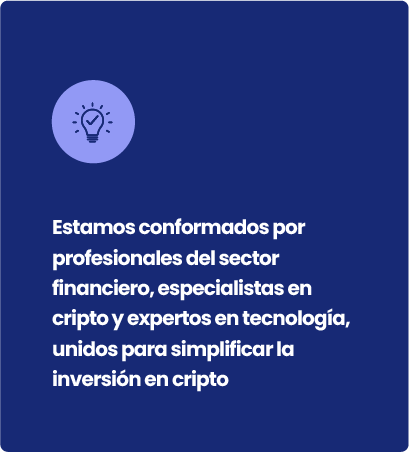 Estamos conformados por
profesionales del sector
financiero, especialistas en
cripto y expertos en tecnología,
unidos para simplificar la
inversión en cripto